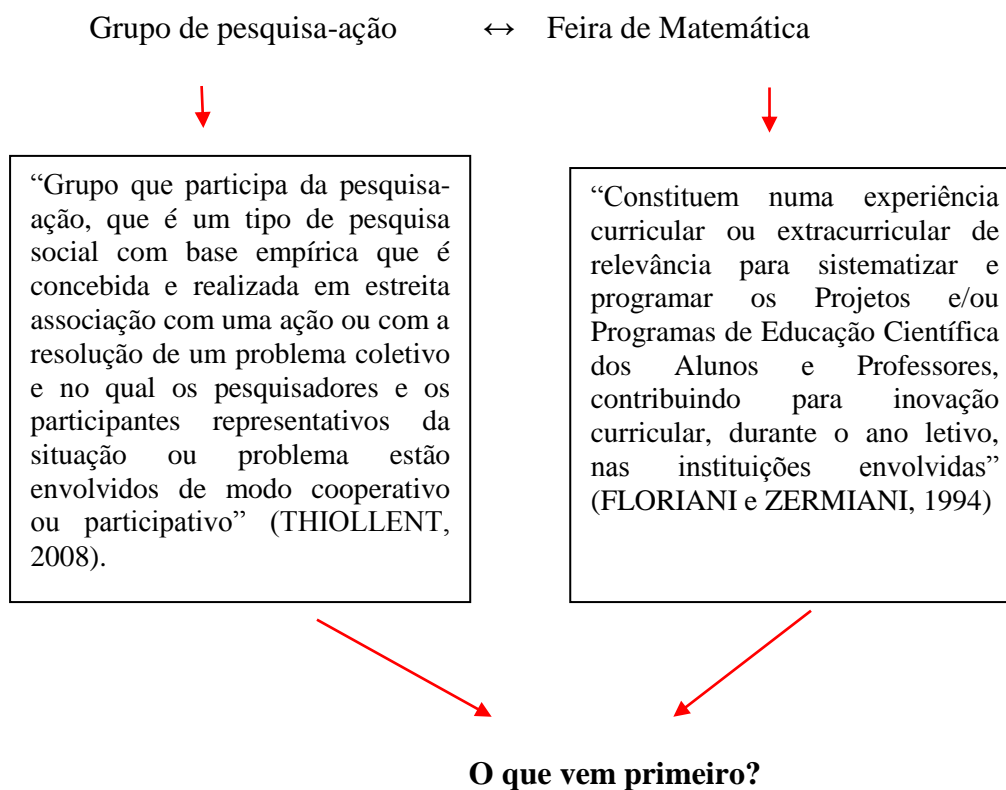 Grupo de pesquisa-ação ↔ Feira de Matemática
“Grupo que participa da pesquisa-
ação, que é um tipo de pesquisa
social com base empírica que é
concebida e realizada em estreita
associação com uma ação ou com a
resolução de um problema coletivo
e no qual os pesquisadores e os
participantes representativos da
situação ou problema estão
envolvidos de modo cooperativo
ou participativo” (THIOLLENT,
2008).
“Constituem numa experiência
curricular ou extracurricular de
relevância para sistematizar e
programar os Projetos e/ou
Programas de Educação Científica
dos Alunos e Professores,
contribuindo para inovação
curricular, durante o ano letivo,
nas instituições envolvidas”
(FLORIANI e ZERMIANI, 1994)
O que vem primeiro?